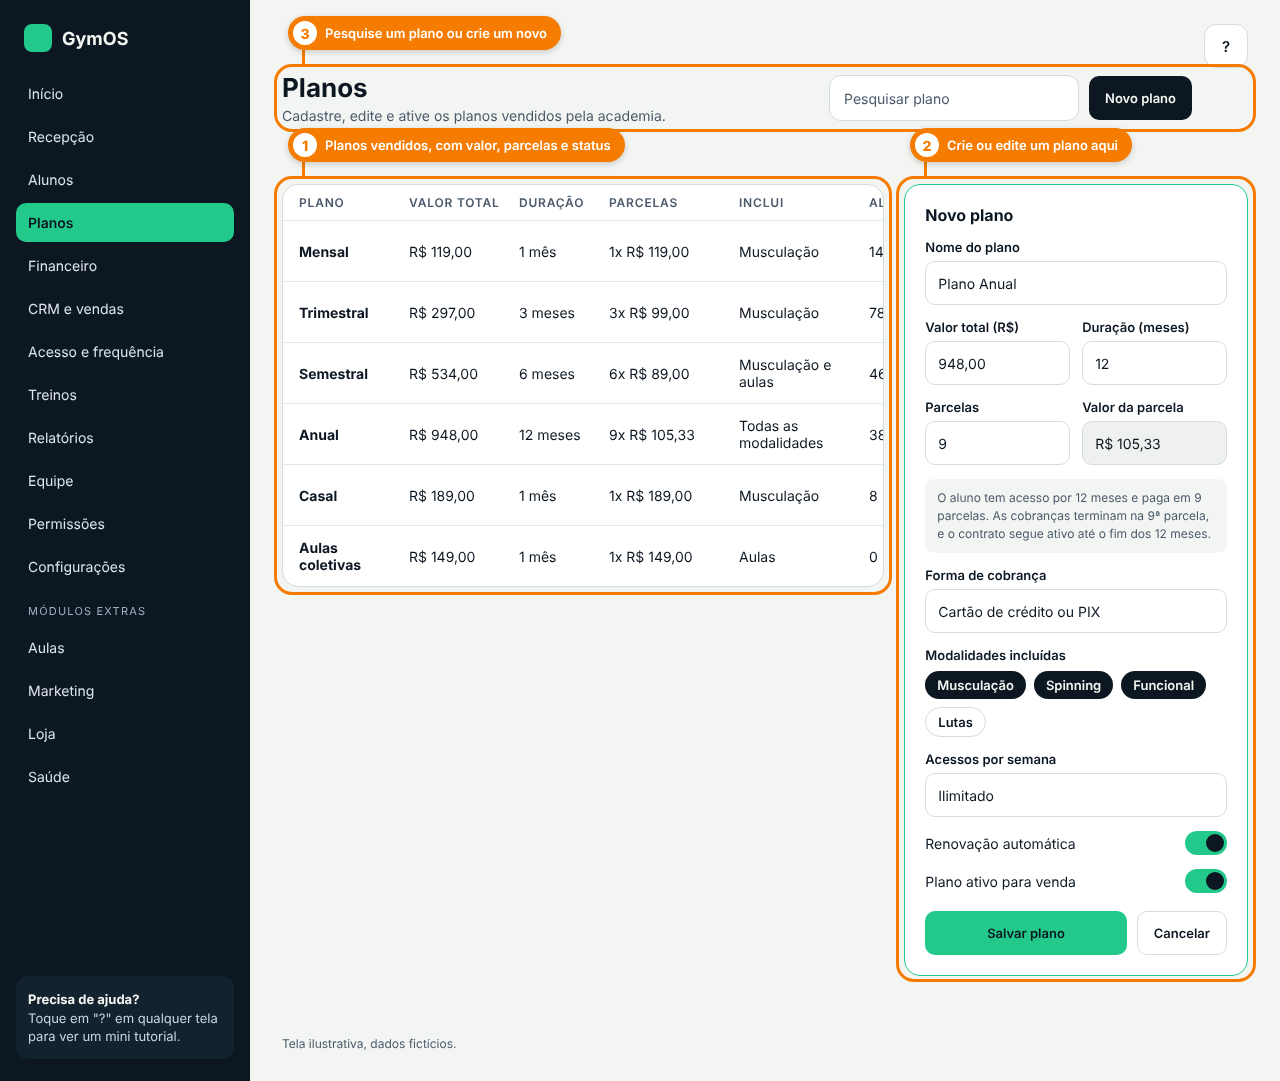 GymOS
Início
Recepção
Alunos
Planos
Financeiro
CRM e vendas
Acesso e frequência
Treinos
Relatórios
Equipe
Permissões
Configurações
MÓDULOS EXTRAS
Aulas
Marketing
Loja
Saúde
Precisa de ajuda?
Toque em "?" em qualquer tela
para ver um mini tutorial.
3 Pesquise um plano ou crie um novo
?
Planos
Cadastre, edite e ative os planos vendidos pela academia.
Pesquisar plano
Novo plano
1 Planos vendidos, com valor, parcelas e status
PLANO VALOR TOTAL DURAÇÃO PARCELAS INCLUI AL
Mensal R$ 119,00 1 mês 1x R$ 119,00 Musculação 14
Trimestral R$ 297,00 3 meses 3x R$ 99,00 Musculação 78
Semestral R$ 534,00 6 meses 6x R$ 89,00 Musculação e 46
aulas
Anual R$ 948,00 12 meses 9x R$ 105,33 Todas as 38
modalidades
Casal R$ 189,00 1 mês 1x R$ 189,00 Musculação 8
Aulas R$ 149,00 1 mês 1x R$ 149,00 Aulas 0
coletivas
2 Crie ou edite um plano aqui
Novo plano
Nome do plano
Plano Anual
Valor total (R$) Duração (meses)
948,00 12
Parcelas Valor da parcela
9 R$ 105,33
O aluno tem acesso por 12 meses e paga em 9
parcelas. As cobranças terminam na 9ª parcela,
e o contrato segue ativo até o fim dos 12 meses.
Forma de cobrança
Cartão de crédito ou PIX
Modalidades incluídas
Musculação Spinning Funcional
Lutas
Acessos por semana
Ilimitado
Renovação automática
Plano ativo para venda
Salvar plano Cancelar
Tela ilustrativa, dados fictícios.